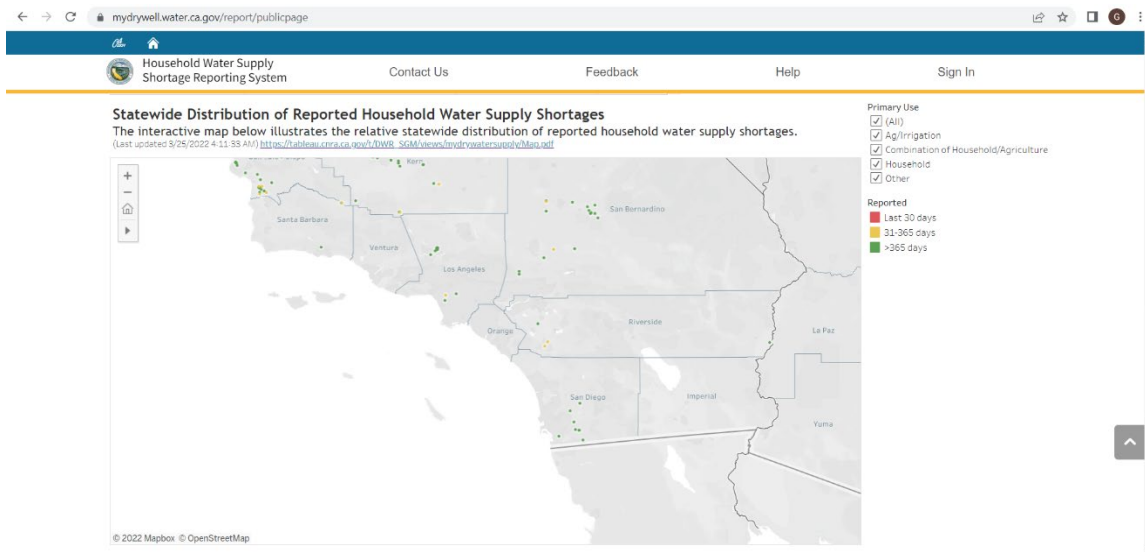 mydrywell.water.ca.gov/report/publicpage
G
Household Water Supply
Shortage Reporting System
Contact Us
Feedback
Help
Sign In
Statewide Distribution of Reported Household Water Supply Shortages
The interactive map below illustrates the relative statewide distribution of reported household water supply shortages.
(Last updated 3/25/2022 4:11:33 AM) https://tableau.cnra.ca.gov/t/DWR_SGM/views/mydrywatersupply/Map.pdf
Primary Use
(All)
Ag/Irrigation
Combination of Household/Agriculture
Household
Other
Reported
Last 30 days
31-365 days
>365 days
Kern
Santa Barbara
San Bernardino
Ventura
Los Angeles
Orange
Riverside
La Paz
San Diego
Imperial
Yuma
© 2022 Mapbox © OpenStreetMap